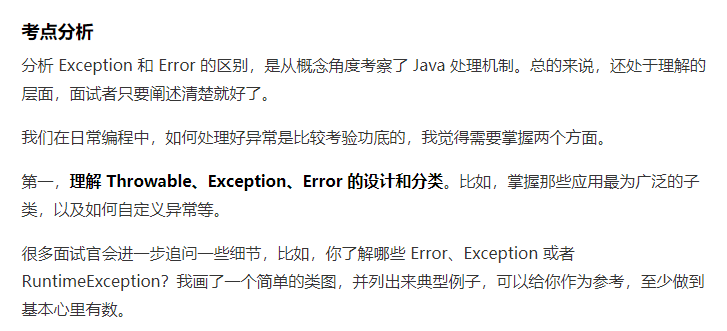 考点分析
分析 Exception 和 Error 的区别，是从概念角度考察了 Java 处理机制。总的来说，还处于理解的
层面，面试者只要阐述清楚就好了。
我们在日常编程中，如何处理好异常是比较考验功底的，我觉得需要掌握两个方面。
第一，理解 Throwable、Exception、Error 的设计和分类。比如，掌握那些应用最为广泛的子
类，以及如何自定义异常等。
很多面试官会进一步追问一些细节，比如，你了解哪些 Error、Exception 或者
RuntimeException？我画了一个简单的类图，并列出来典型例子，可以给你作为参考，至少做到
基本心里有数。